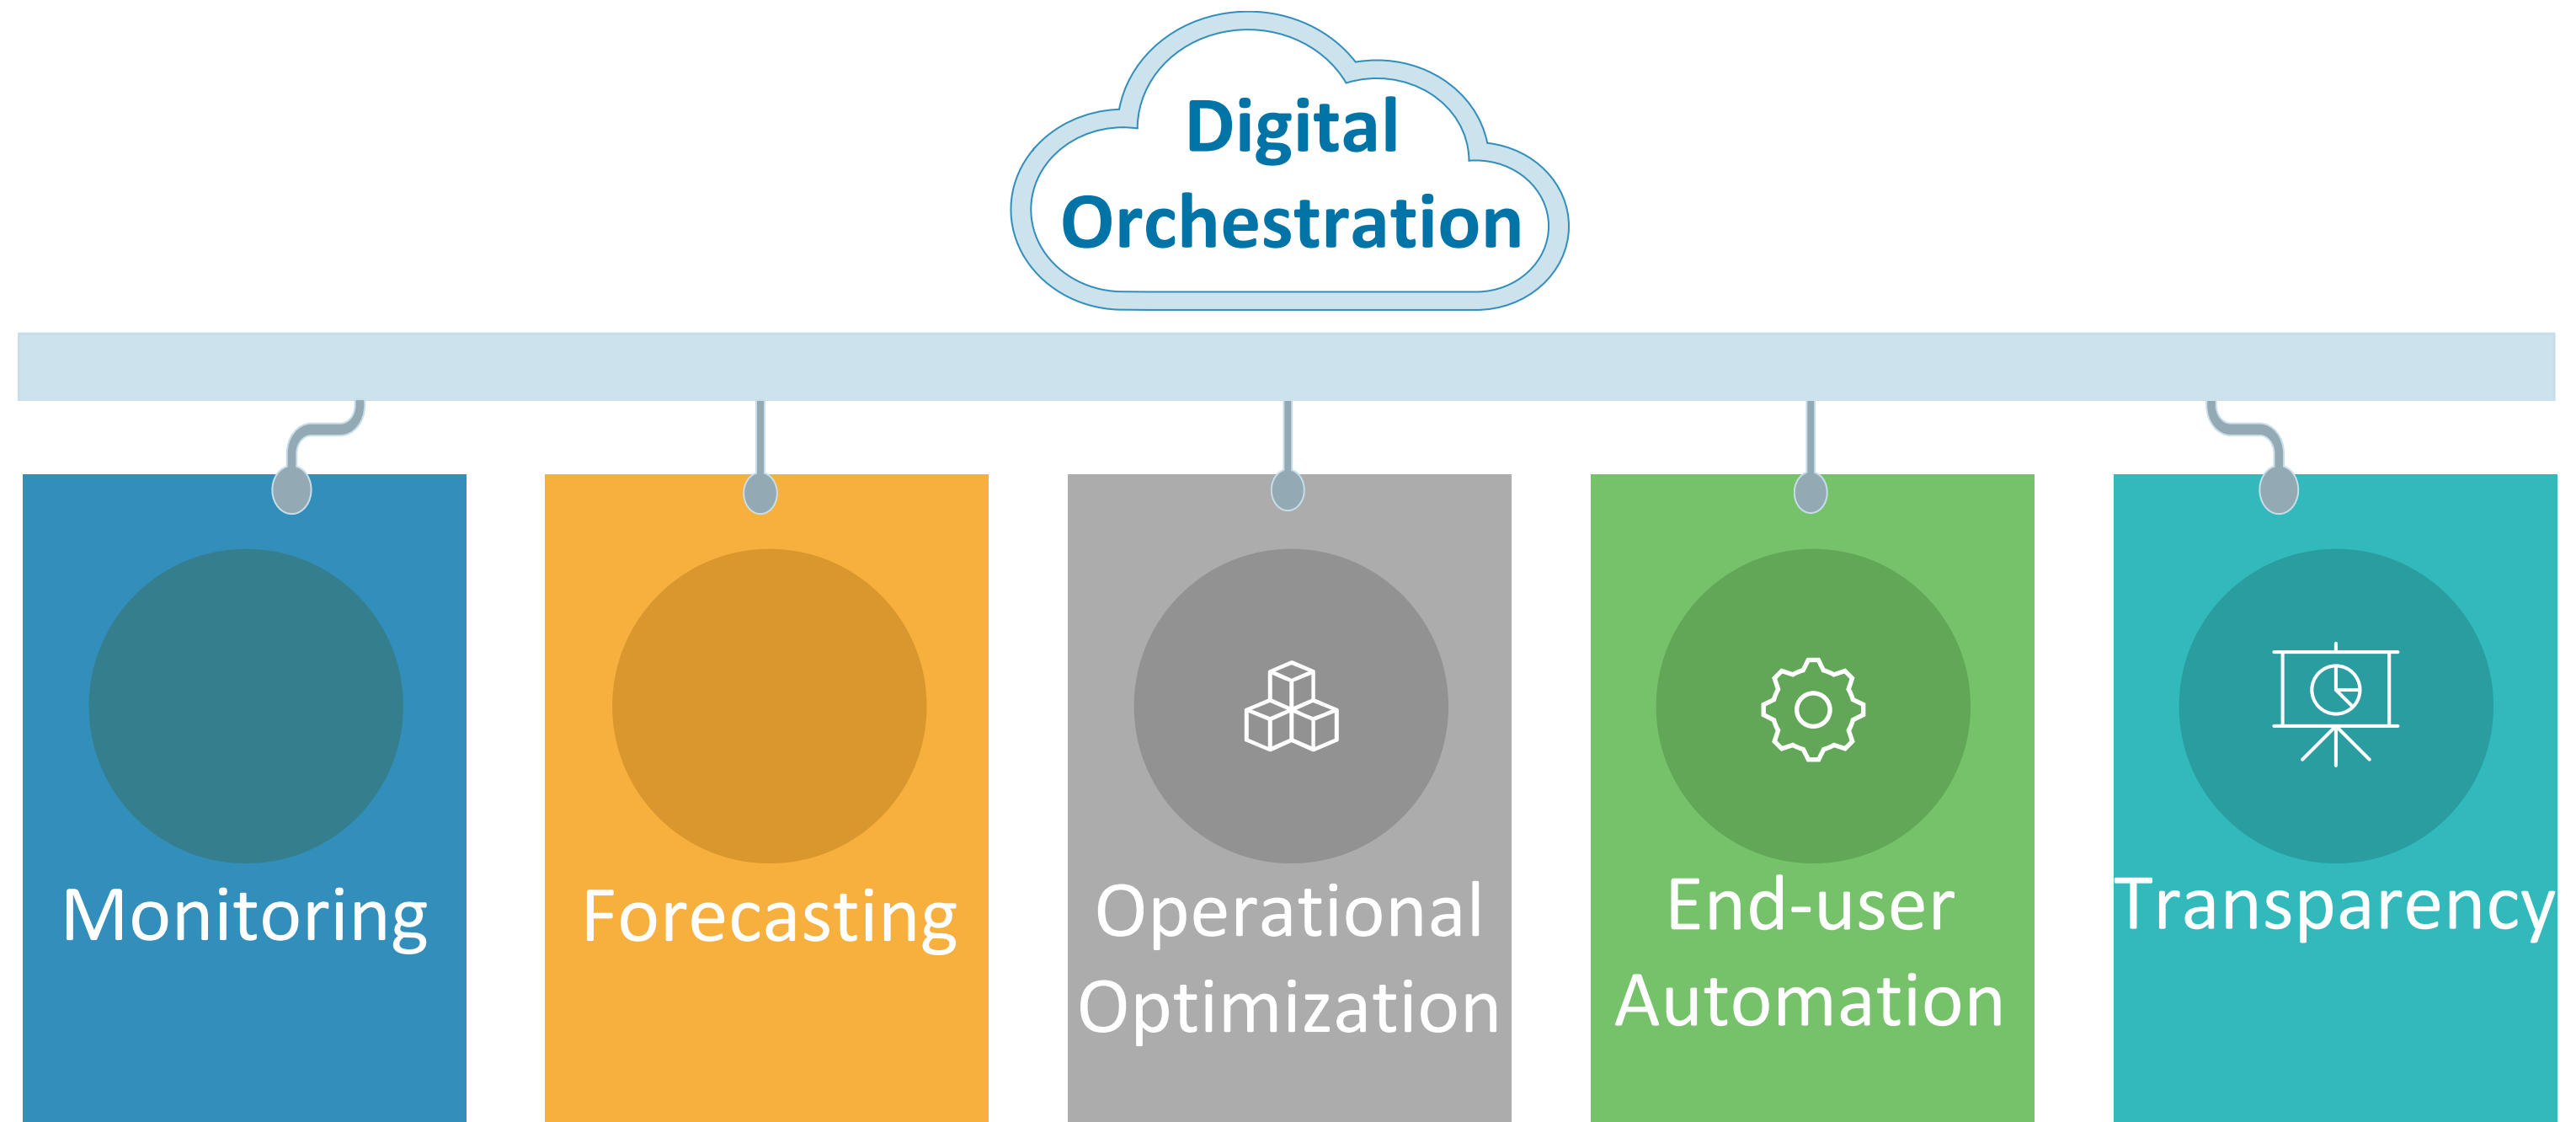 Digital
Orchestration
Monitoring
Forecasting
Operational
Optimization
End-user
Automation
Transparency